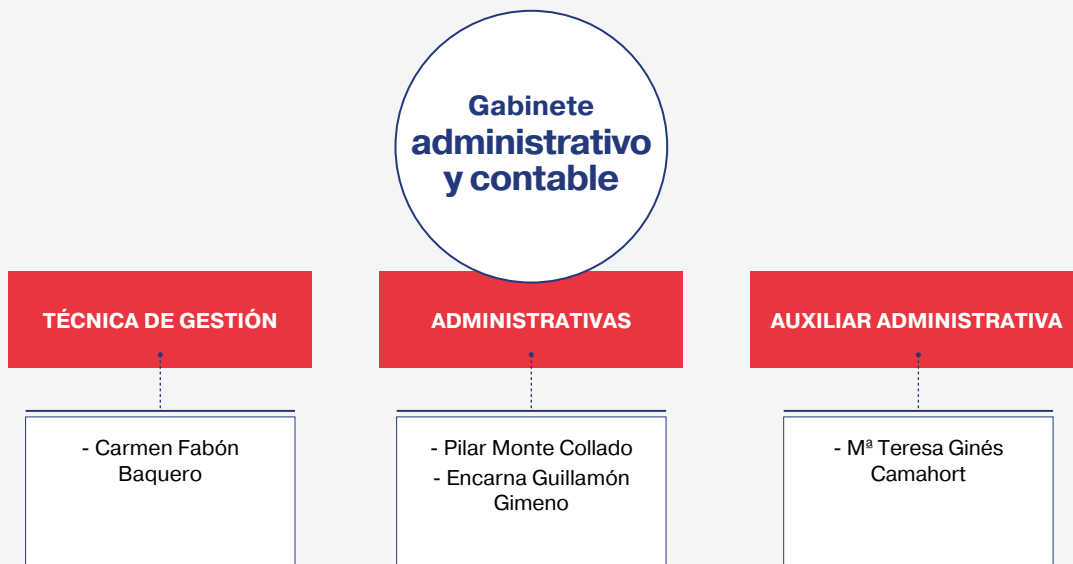 Gabinete
administrativo
y contable
TÉCNICA DE GESTIÓN
ADMINISTRATIVAS
AUXILIAR ADMINISTRATIVA
- Carmen Fabón
Baquero
- Pilar Monte Collado
- Encarna Guillamón
Gimeno
- Mª Teresa Ginés
Camahort